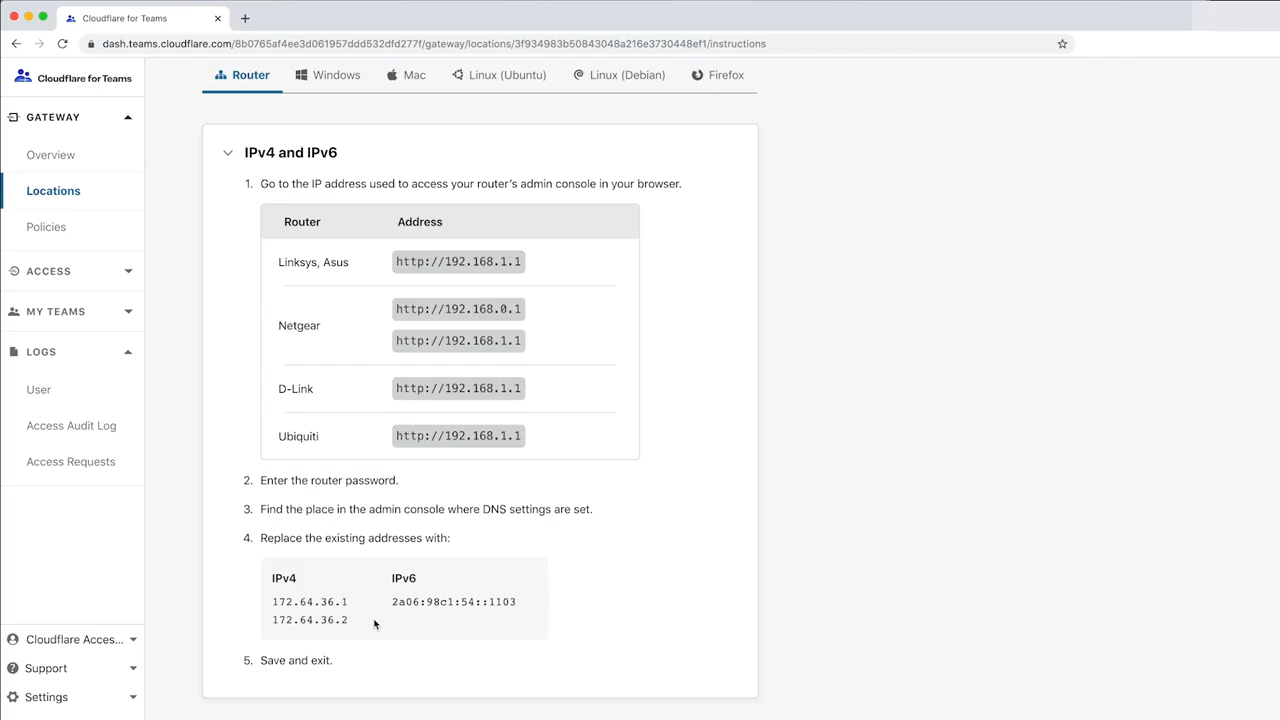 Cloudflare for Teams
dash.teams.cloudflare.com/8b0765af4ee3d061957ddd532dfd277f/gateway/locations/3f934983b50843048a216e3730448ef1/instructions
Cloudflare for Teams
GATEWAY
Overview
Locations
Policies
ACCESS
MY TEAMS
LOGS
User
Access Audit Log
Access Requests
Cloudflare Acces...
Support
Settings
Router Windows Mac Linux (Ubuntu) Linux (Debian) Firefox
IPv4 and IPv6
1. Go to the IP address used to access your router's admin console in your browser.
Router Address
Linksys, Asus http://192.168.1.1
Netgear http://192.168.0.1
http://192.168.1.1
D-Link http://192.168.1.1
Ubiquiti http://192.168.1.1
2. Enter the router password.
3. Find the place in the admin console where DNS settings are set.
4. Replace the existing addresses with:
IPv4 IPv6
172.64.36.1 2a06:98c1:54::1103
172.64.36.2
5. Save and exit.